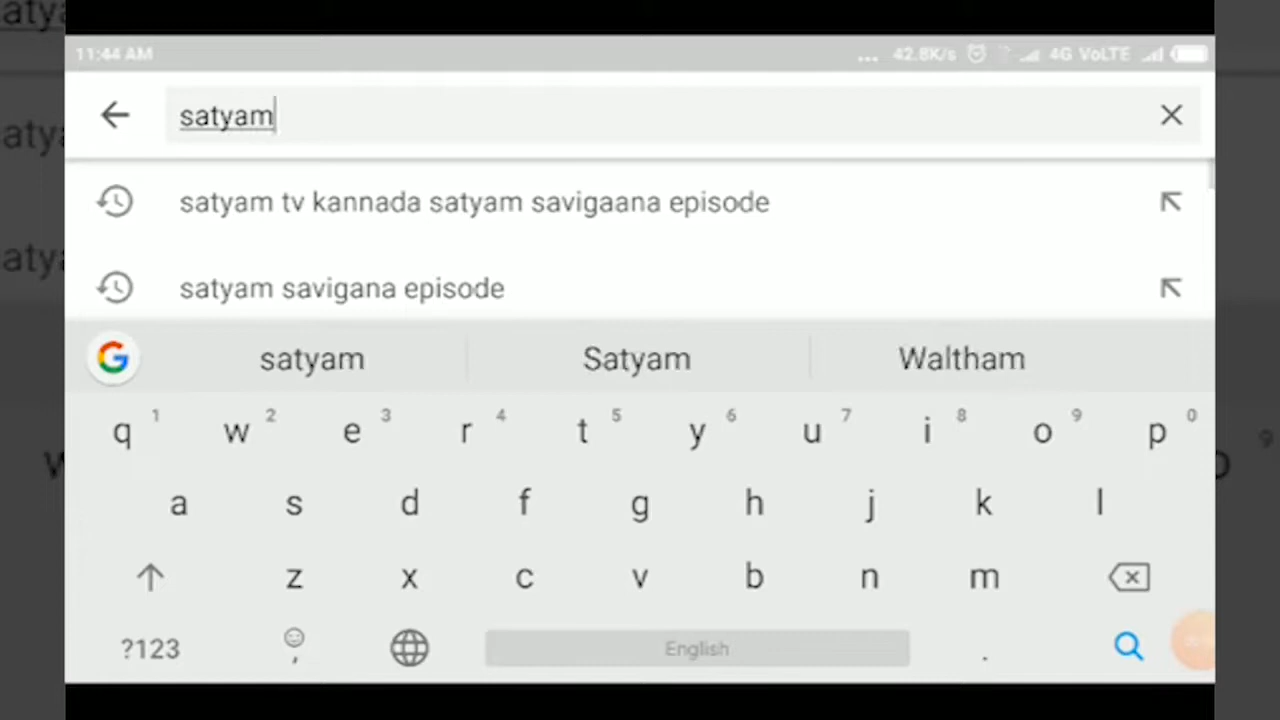 11:44 AM ... 42.8K/s 4G VoLTE
satyam
satyam tv kannada satyam savigaana episode
satyam savigana episode
G satyam Satyam Waltham
q 1 w 2 e 3 r 4 t 5 y 6 u 7 i 8 o 9 p 0
a s d f g h j k l
z x c v b n m
?123 , English .